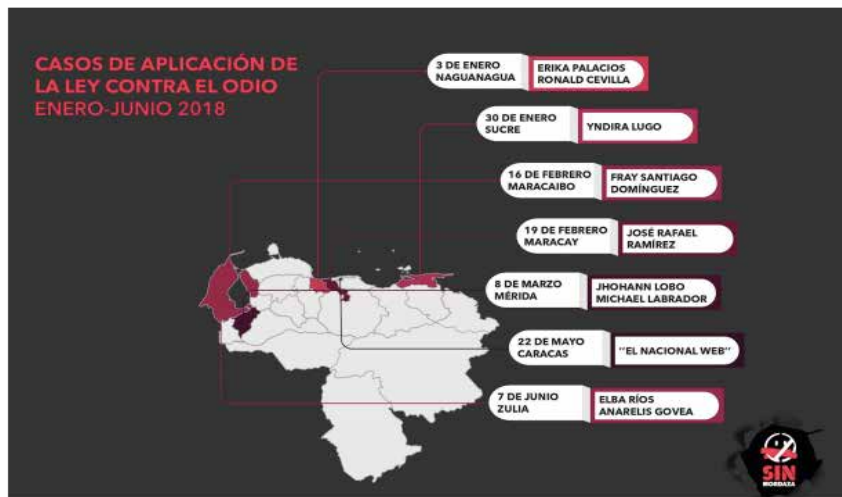 CASOS DE APLICACIÓN DE
LA LEY CONTRA EL ODIO
ENERO-JUNIO 2018
3 DE ENERO
NAGUANAGUA
ERIKA PALACIOS
RONALD CEVILLA
30 DE ENERO
SUCRE
YNDIRA LUGO
16 DE FEBRERO
MARACAIBO
FRAY SANTIAGO
DOMÍNGUEZ
19 DE FEBRERO
MARACAY
JOSÉ RAFAEL
RAMÍREZ
8 DE MARZO
MÉRIDA
JHOHANN LOBO
MICHAEL LABRADOR
22 DE MAYO
CARACAS
"EL NACIONAL WEB"
7 DE JUNIO
ZULIA
ELBA RÍOS
ANARELIS GOVEA
SIN
MORDAZA